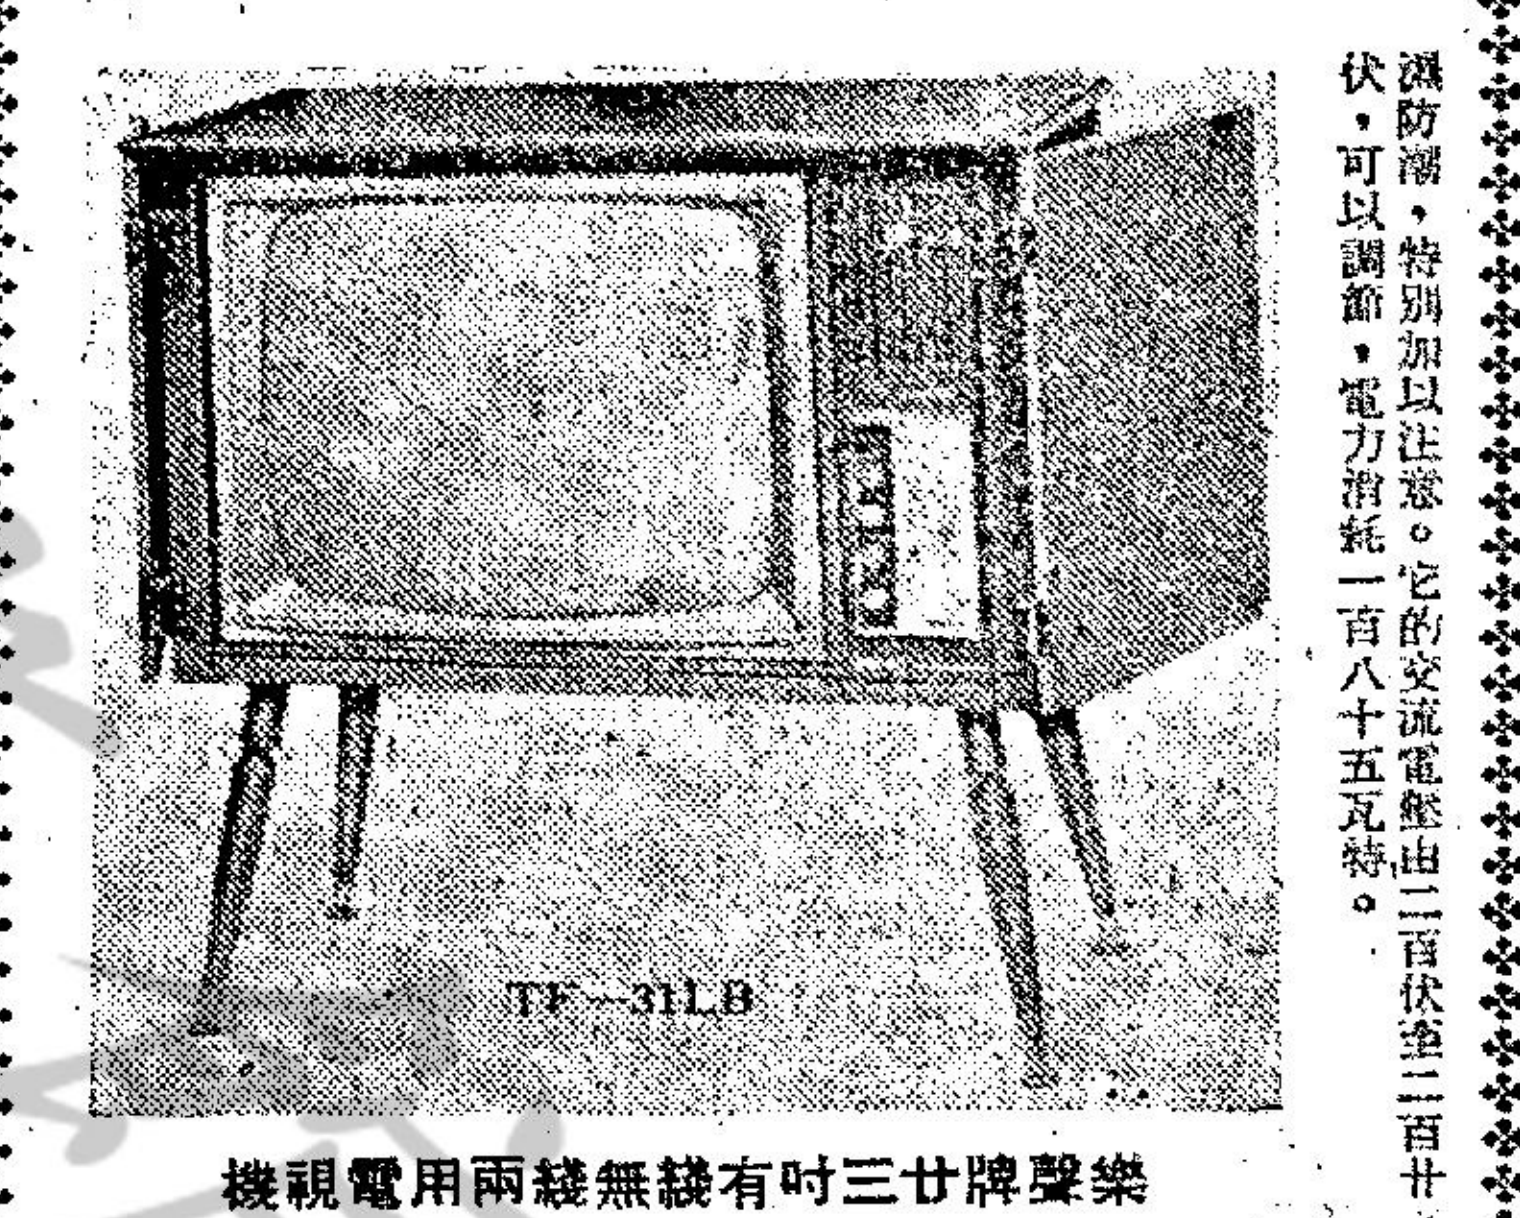 濕防潮，特別加以注意。它的交流電壓由二百伏至二百廿
伏，可以調節，電力消耗一百八十五瓦特。
TF—31LB
樂聲牌廿三吋有綫無綫兩用電視機